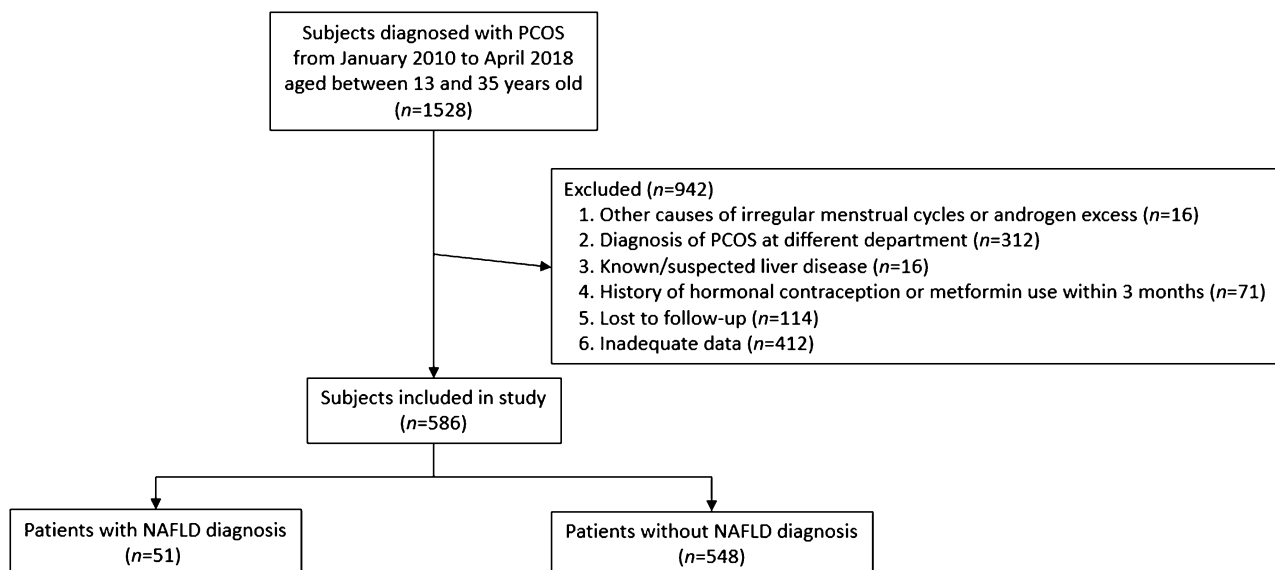 Subjects diagnosed with PCOS
from January 2010 to April 2018
aged between 13 and 35 years old
(n=1528)
Excluded (n=942)
1. Other causes of irregular menstrual cycles or androgen excess (n=16)
2. Diagnosis of PCOS at different department (n=312)
3. Known/suspected liver disease (n=16)
4. History of hormonal contraception or metformin use within 3 months (n=71)
5. Lost to follow-up (n=114)
6. Inadequate data (n=412)
Subjects included in study
(n=586)
Patients with NAFLD diagnosis
(n=51)
Patients without NAFLD diagnosis
(n=548)